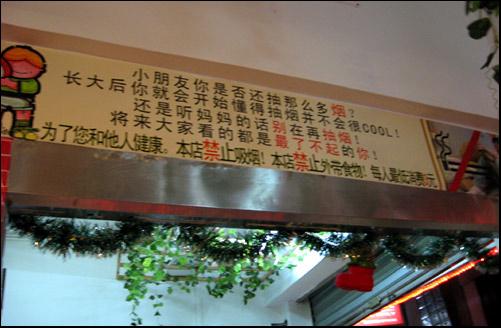 小朋友你是否还抽那么多烟?
长大后你就会开始懂得抽烟并不会很COOL!
还是听妈妈的话别在再抽烟!
将来大家看的都是最了不起的你!
为了您和他人健康。本店禁止吸烟!本店禁止外带食物!每人最低消费元